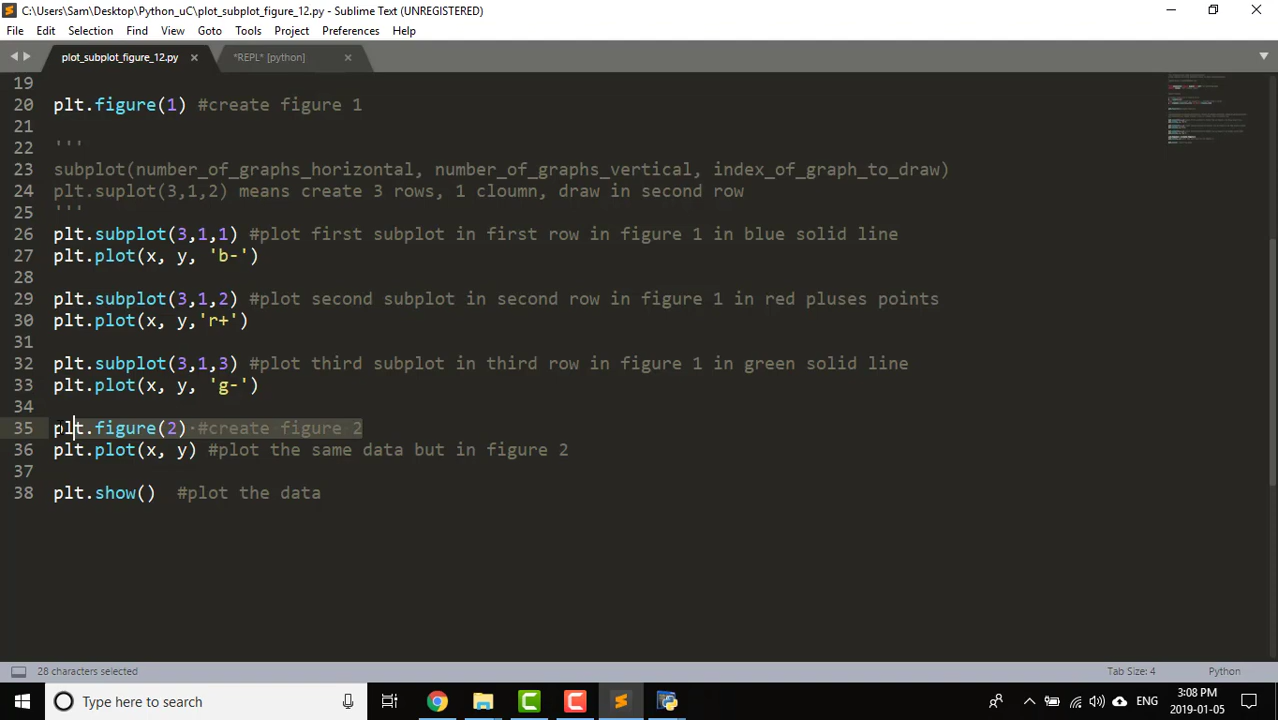 C:\Users\Sam\Desktop\Python_uC\plot_subplot_figure_12.py - Sublime Text (UNREGISTERED)
File Edit Selection Find View Goto Tools Project Preferences Help
plot_subplot_figure_12.py *REPL* [python]
19
20 plt.figure(1) #create figure 1
21
22 '''
23 subplot(number_of_graphs_horizontal, number_of_graphs_vertical, index_of_graph_to_draw)
24 plt.suplot(3,1,2) means create 3 rows, 1 cloumn, draw in second row
25 '''
26 plt.subplot(3,1,1) #plot first subplot in first row in figure 1 in blue solid line
27 plt.plot(x, y, 'b-')
28
29 plt.subplot(3,1,2) #plot second subplot in second row in figure 1 in red pluses points
30 plt.plot(x, y,'r+')
31
32 plt.subplot(3,1,3) #plot third subplot in third row in figure 1 in green solid line
33 plt.plot(x, y, 'g-')
34
35 plt.figure(2) #create figure 2
36 plt.plot(x, y) #plot the same data but in figure 2
37
38 plt.show()  #plot the data
28 characters selected Tab Size: 4 Python
Type here to search ENG 3:08 PM
2019-01-05